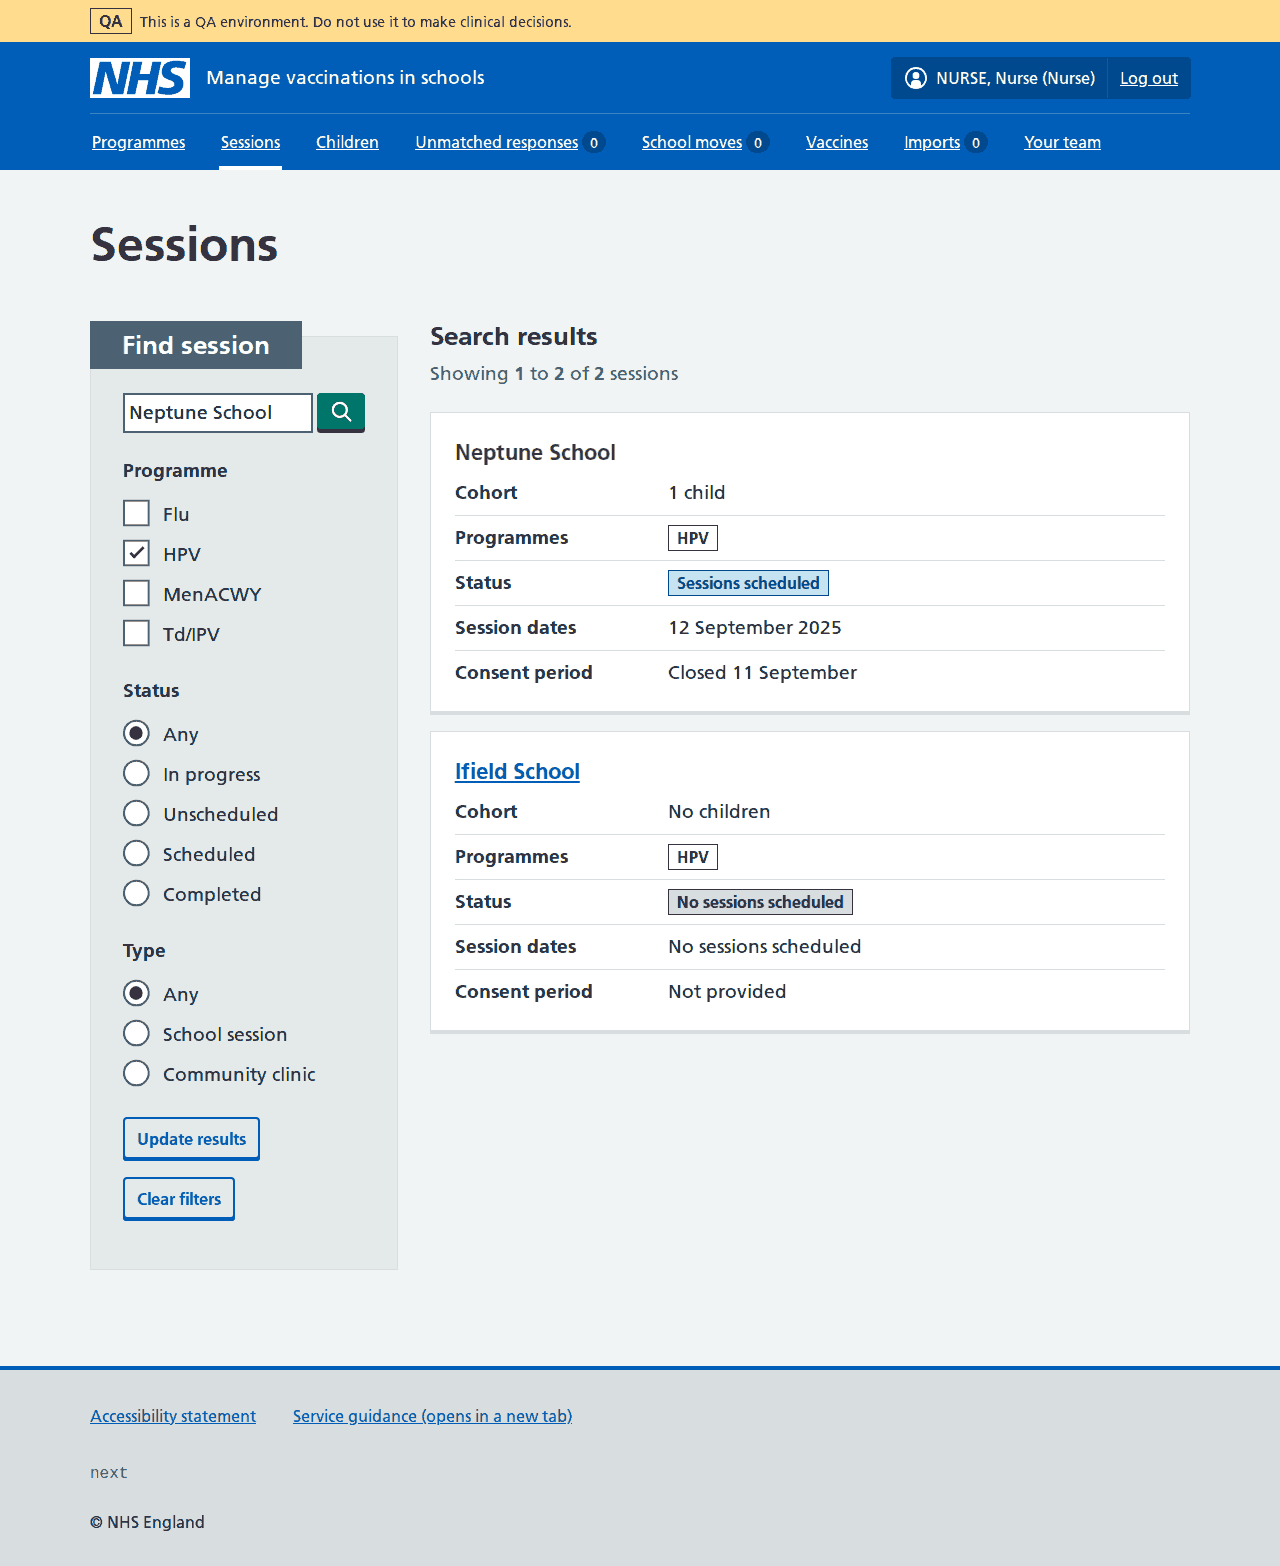 QA This is a QA environment. Do not use it to make clinical decisions.
NHS Manage vaccinations in schools
NURSE, Nurse (Nurse) Log out
Programmes Sessions Children Unmatched responses 0 School moves 0 Vaccines Imports 0 Your team
Sessions
Find session
Neptune School
Programme
Flu
HPV
MenACWY
Td/IPV
Status
Any
In progress
Unscheduled
Scheduled
Completed
Type
Any
School session
Community clinic
Update results
Clear filters
Search results
Showing 1 to 2 of 2 sessions
Neptune School
Cohort 1 child
Programmes HPV
Status Sessions scheduled
Session dates 12 September 2025
Consent period Closed 11 September
Ifield School
Cohort No children
Programmes HPV
Status No sessions scheduled
Session dates No sessions scheduled
Consent period Not provided
Accessibility statement Service guidance (opens in a new tab)
next
© NHS England